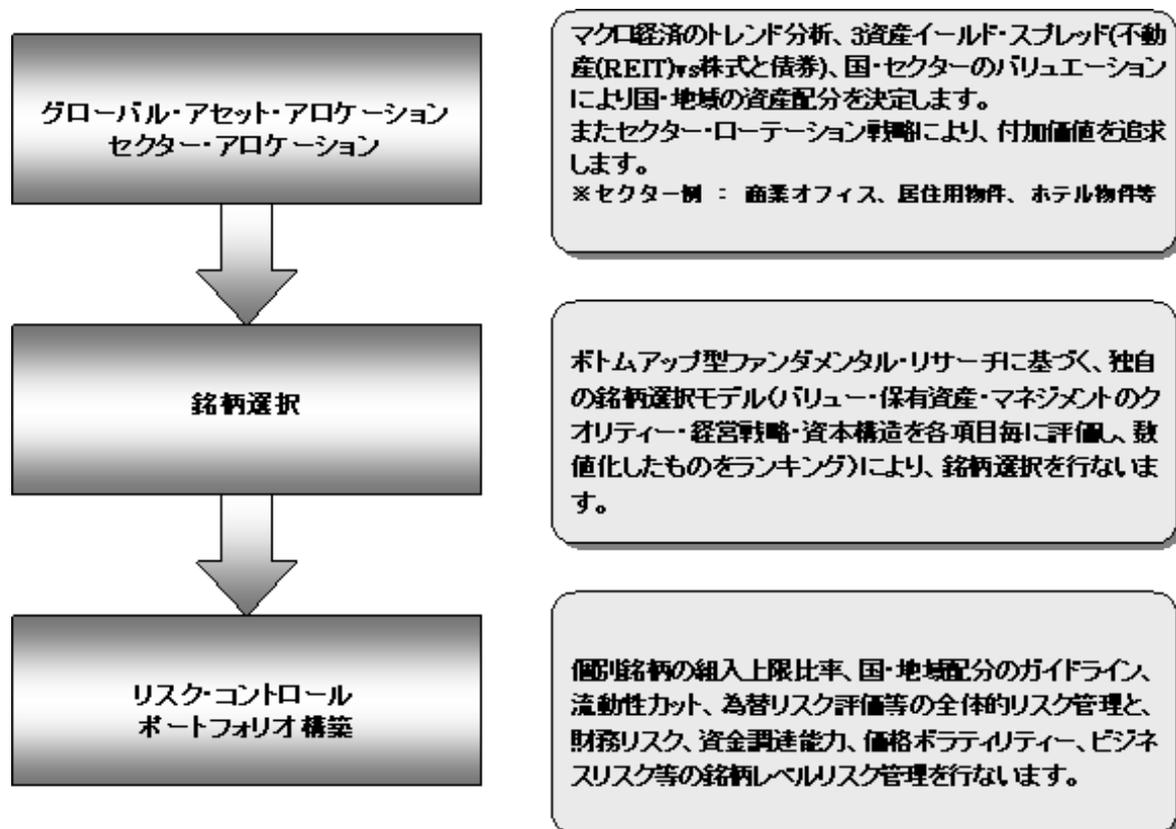 グローバル・アセット・アロケーション
セクター・アロケーション
マクロ経済のトレンド分析、3資産イールド・スプレッド(不動
産(REIT)vs株式と債券)、国・セクターのバリュエーション
により国・地域の資産配分を決定します。
またセクター・ローテーション戦略により、付加価値を追求
します。
※セクター例 : 商業オフィス、居住用物件、ホテル物件等
銘柄選択
ボトムアップ型ファンダメンタル・リサーチに基づく、独自
の銘柄選択モデル(バリュー・保有資産・マネジメントのク
オリティー・経営戦略・資本構造を各項目毎に評価し、数
値化したものをランキング)により、銘柄選択を行ないま
す。
リスク・コントロール
ポートフォリオ構築
個別銘柄の組入上限比率、国・地域配分のガイドライン、
流動性カット、為替リスク評価等の全体的リスク管理と、
財務リスク、資金調達能力、価格ボラティリティー、ビジネ
スリスク等の銘柄レベルリスク管理を行ないます。